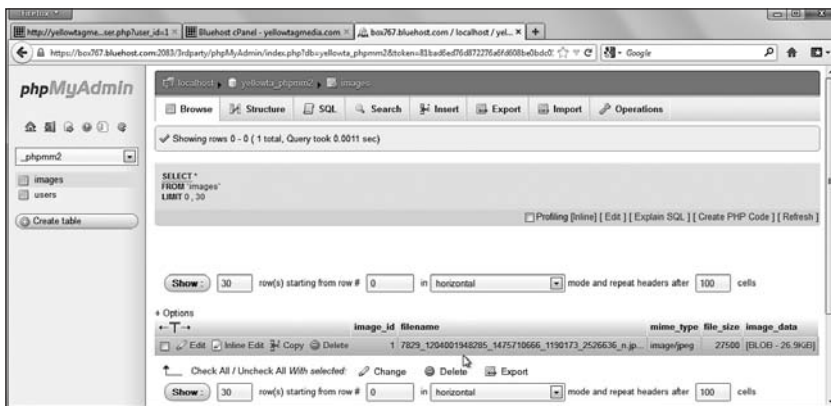 http://yellowtagme...ser.php?user_id=1
Bluehost cPanel - yellowtagmedia.com
box767.bluehost.com / localhost / yel...
https://box767.bluehost.com:2083/3rdparty/phpMyAdmin/index.php?db=yellowta_phpmm2&token=
Google
phpMyAdmin
_phpmm2
images
users
Create table
localhost yellowta_phpmm2 images
Browse Structure SQL Search Insert Export Import Operations
Showing rows 0 - 0 ( 1 total, Query took 0.0011 sec)
SELECT *
FROM `images`
LIMIT 0 , 30
Profiling [Inline] [ Edit ] [ Explain SQL ] [ Create PHP Code ] [ Refresh ]
Show : 30 row(s) starting from row # 0 in horizontal mode and repeat headers after 100 cells
+ Options
←T→ image_id filename mime_type file_size image_data
Edit Inline Edit Copy Delete 1 7829_1204001948285_1475710666_1190173_2526636_n.jp... image/jpeg 27500 [BLOB - 26.9KiB]
Check All / Uncheck All With selected: Change Delete Export
Show : 30 row(s) starting from row # 0 in horizontal mode and repeat headers after 100 cells